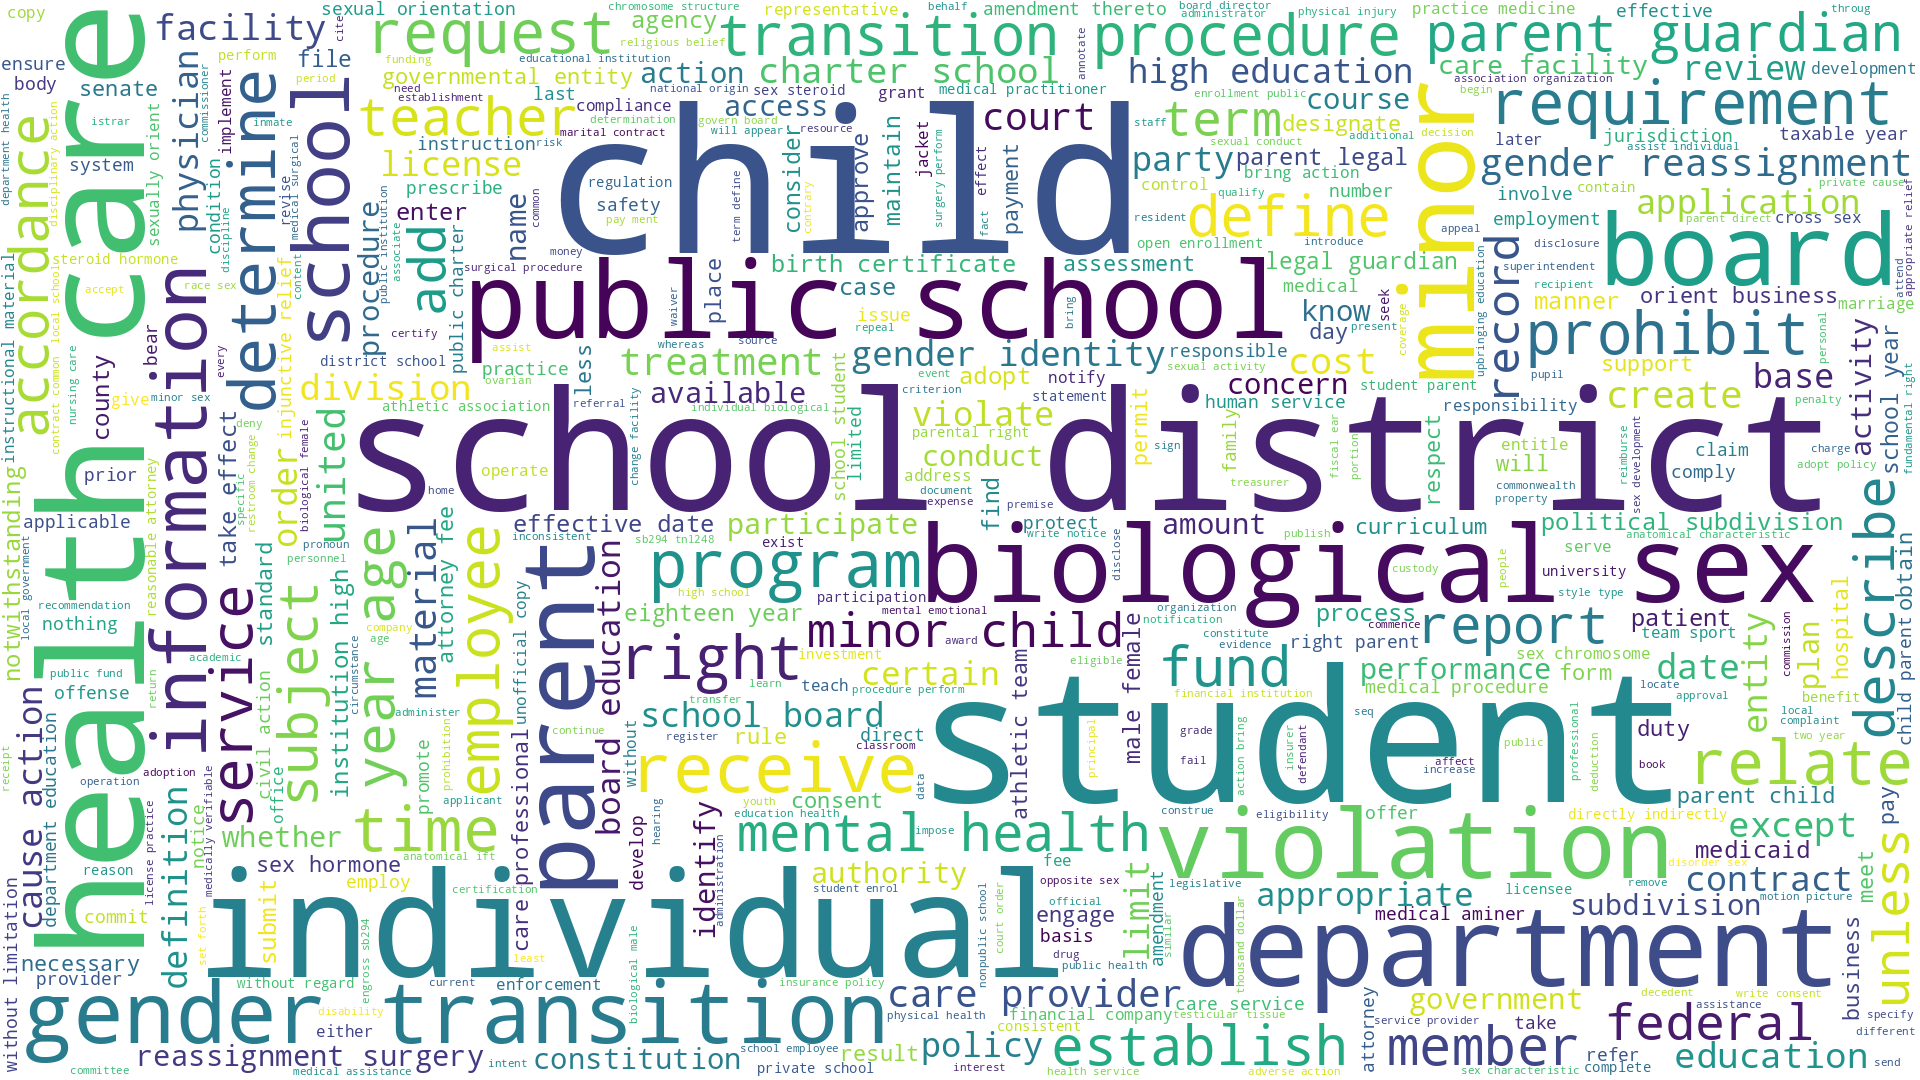 copy
sexual orientation
chromosome structure
representative
behalf
amendment thereto
board director
administrator
physical injury
practice medicine
effective
throug
facility
request
agency
religious belief
transition procedure
parent guardian
ensure
perform
file
cite
funding
educational institution
annotate
body
senate
period
governmental entity
action
charter school
high education
care facility
review
development
health care
determine
school
need
establishment
last
national origin
sex steroid
medical practitioner
grant
enrollment public
course
association organization
begin
requirement
physician
commissioner
implement
inmate
teacher
compliance
determination
access
govern board
will appear
resource
court
staff
term
designate
additional
decision
later
jurisdiction
taxable year
istrar
disciplinary action
department health
accordance
system
sexually orient
marital contract
instruction
risk
license
child
consider
approve
maintain
jacket
effect
payment
party
parent legal
sexual conduct
bring action
minor
gender reassignment
assist individual
condition
revise
medical surgical
prescribe
regulation
safety
pay ment
common
term define
contrary
surgery perform
fact
control
qualify
number
involve
contain
private cause
application
enter
name
add
procedure
public institution
associate
public charter
resident
define
employment
parent direct
cross sex
appropriate relief
steroid hormone
discipline
content
money
open enrollment
introduce
appeal
record
disclosure
board
instructional material
information
race sex
accept
local school
contract common
order injunctive relief
surgical procedure
birth certificate
assessment
legal guardian
superintendent
attend
public school
place
case
medical
recipient
orient business
manner
marriage
upbringing education
waiver
issue
repeal
bring
know
seek
day
present
coverage
prohibit
certify
county
bear
every
assist
whereas
source
district school
practice
ovarian
less
treatment
school student
gender identity
responsible
sexual activity
cost
support
pupil
personal
activity
school year
nursing care
give
minor sex
take effect
deny
division
available
event
criterion
adopt
notify
statement
concern
student parent
create
base
penalty
fundamental right
athletic association
referral
individual biological
limited
violate
human service
responsibility
parental right
permit
family
fiscal ear
portion
respect
entitle
claim
charge
prior
specific
restroom change
biological female
united
school district
change facility
operate
conduct
address
sign
treasurer
will
comply
adopt policy
reimburse
sex development
notwithstanding
home
document
expense
find
premise
commonwealth
property
describe
applicable
reasonable attorney
effective date
inconsistent
participate
protect
write notice
amount
publish
curriculum
political subdivision
anatomical characteristic
local government
pronoun
personnel
standard
year age
material
attorney fee
employee
parent
sb294 tn1248
exist
program
disclose
biological sex
custody
people
serve
university
recommendation
nothing
subject
institution high
high school
participation
style type
board education
eighteen year
mental emotional
organization
notification
process
commence
report
patient
hospital
obtain
child parent
company
age
academic
unofficial copy
right
minor child
award
constitute
evidence
right parent
team sport
commission
plan
public fund
service
circumstance
investment
learn
certain
eligible
athletic team
male female
fund
performance
sex chromosome
form
date
entity
offense
return
administer
transfer
teach
procedure perform
financial institution
medical procedure
locate
approval
benefit
cause action
department education
civil action
promote
prohibition
continue
without
school board
register
rule
direct
classroom
student
seq
grade
fail
insurer
defendant
action bring
principal
public
professional
deduction
duty
local
complaint
two year
receipt
operation
adoption
office
applicant
care professional
receive
data
affect
increase
book
relate
definition
notice
whether
time
develop
hearing
identify
youth
education health
consent
construe
eligibility
offer
parent child
directly indirectly
pay
reason
license practice
medically verifiable
sex hormone
anatomical ift
mental health
impose
violation
except
unless
commit
submit
employ
certification
administration
authority
student enrol
fee
opposite sex
limit
legislative
appropriate
licensee
remove
medicaid
disorder sex
contract
meet
without limitation
set forth
individual
least
nonpublic school
court order
official
engage
basis
drug
amendment
similar
medical aminer
subdivision
motion picture
necessary
provider
without regard
engross sb294
current
enforcement
biological male
insurance policy
public health
thousand dollar
department
business
gender transition
disability
either
care provider
physical health
care service
consistent
financial company
testicular tissue
attorney
government
decedent
write consent
assistance
specify
different
reassignment surgery
intent
constitution
school employee
result
policy
establish
service provider
member
take
federal
committee
medical assistance
private school
interest
health service
adverse action
sex characteristic
refer
complete
education
send